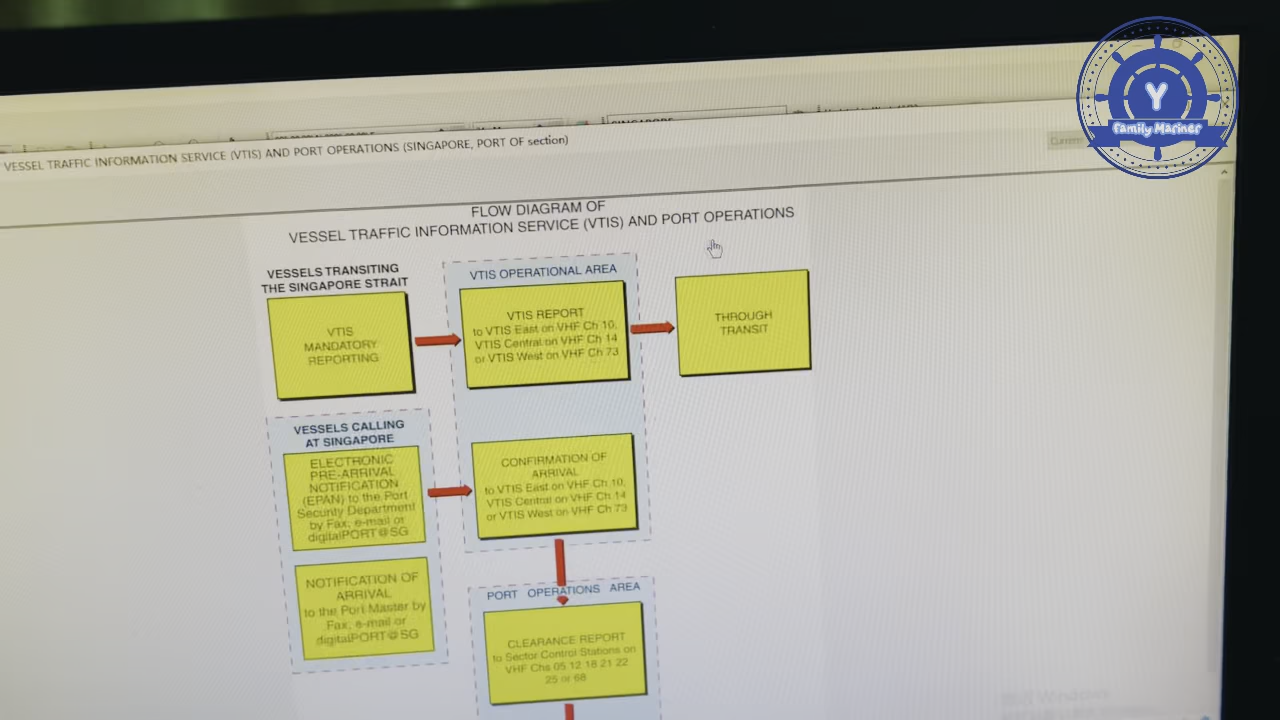 VESSEL TRAFFIC INFORMATION SERVICE (VTIS) AND PORT OPERATIONS (SINGAPORE, PORT OF section)
Y
family Mariner
FLOW DIAGRAM OF
VESSEL TRAFFIC INFORMATION SERVICE (VTIS) AND PORT OPERATIONS
VESSELS TRANSITING
THE SINGAPORE STRAIT
VTIS
MANDATORY
REPORTING
VTIS OPERATIONAL AREA
VTIS REPORT
to VTIS East on VHF Ch 10,
VTIS Central on VHF Ch 14
or VTIS West on VHF Ch 73
THROUGH
TRANSIT
VESSELS CALLING
AT SINGAPORE
ELECTRONIC
PRE-ARRIVAL
NOTIFICATION
(EPAN) to the Port
Security Department
by Fax, e-mail or
digitalPORT@SG
CONFIRMATION OF
ARRIVAL
to VTIS East on VHF Ch 10,
VTIS Central on VHF Ch 14
or VTIS West on VHF Ch 73
NOTIFICATION OF
ARRIVAL
to the Port Master by
Fax, e-mail or
digitalPORT@SG
PORT OPERATIONS AREA
CLEARANCE REPORT
to Sector Control Stations on
VHF Chs 05 12 18 21 22
25 or 68